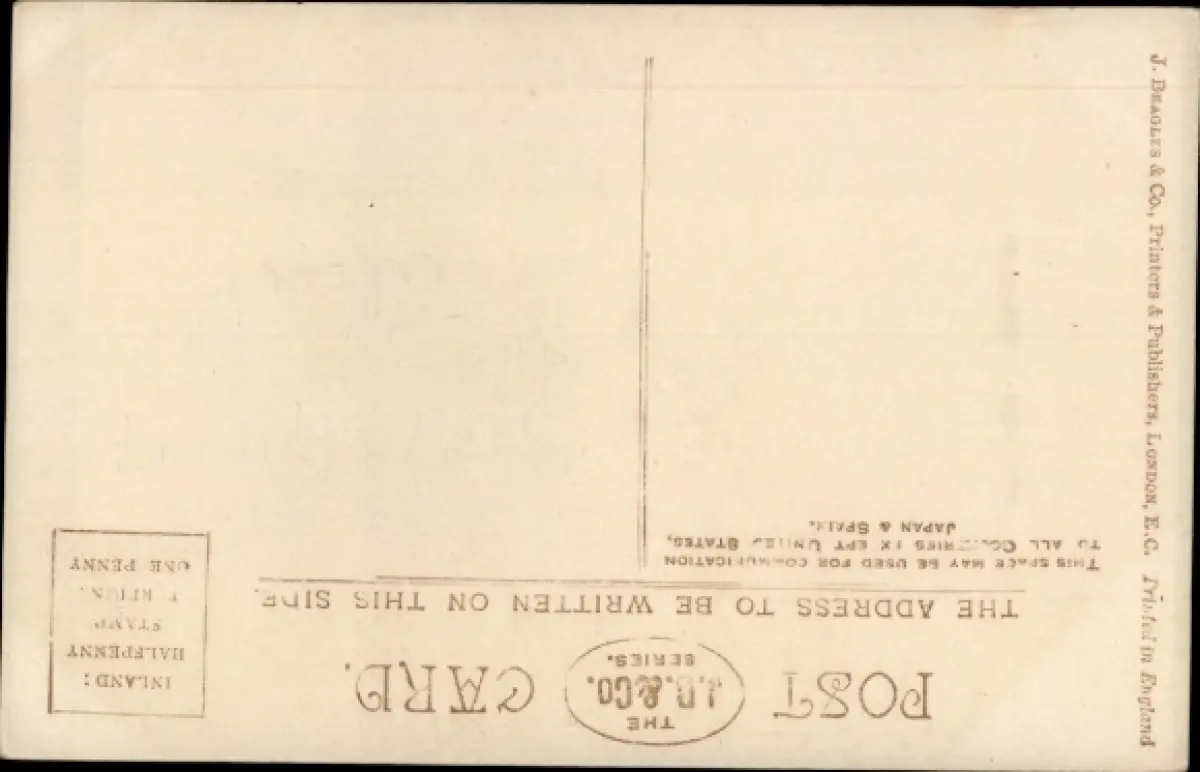 POST CARD.
THE
J.B.&CO.
SERIES.
THE ADDRESS TO BE WRITTEN ON THIS SIDE.
THIS SPACE MAY BE USED FOR COMMUNICATION
TO ALL COUNTRIES EXCEPT UNITED STATES,
JAPAN & SPAIN.
INLAND:
HALFPENNY
STAMP
FOREIGN:
ONE PENNY
J. BEAGLES & Co., Printers & Publishers, LONDON, E.C. Printed in England